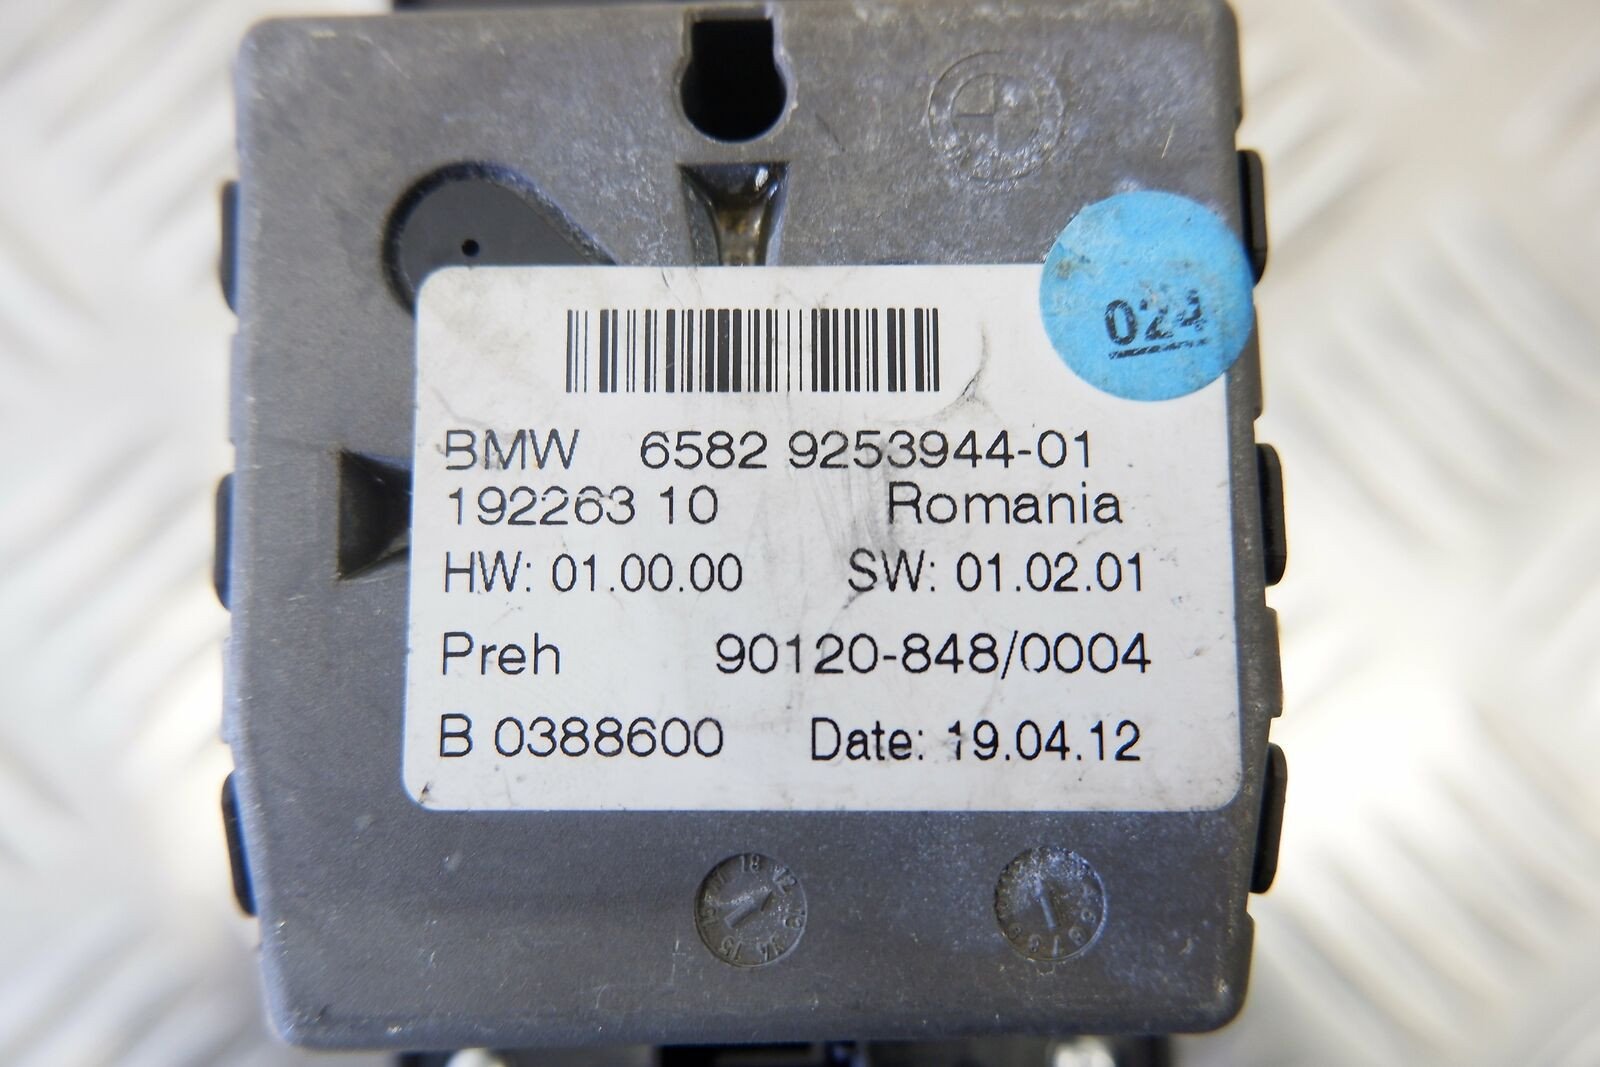 024
BMW 6582 9253944-01
192263 10 Romania
HW: 01.00.00 SW: 01.02.01
Preh 90120-848/0004
B 0388600 Date: 19.04.12